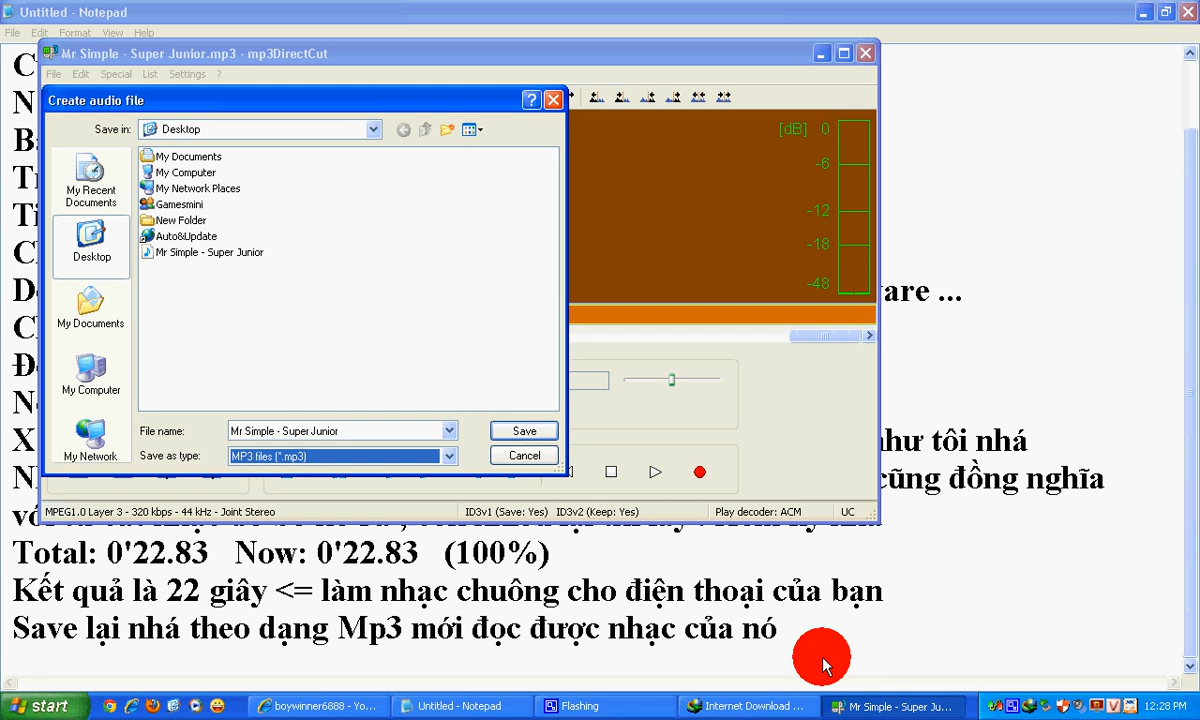 Untitled - Notepad
File Edit Format View Help
Mr Simple - Super Junior.mp3 - mp3DirectCut
File Edit Special List Settings ?
Create audio file
Save in: Desktop
My Recent Documents
Desktop
My Documents
My Computer
My Network
My Documents
My Computer
My Network Places
Gamesmini
New Folder
Auto&Update
Mr Simple - Super Junior
File name: Mr Simple - Super Junior Save
Save as type: MP3 files (*.mp3) Cancel
[dB] 0
-6
-12
-18
-48
are ...
như tôi nhá
cũng đồng nghĩa
MPEG1.0 Layer 3 - 320 kbps - 44 kHz - Joint Stereo ID3v1 (Save: Yes) ID3v2 (Keep: Yes) Play decoder: ACM UC
Total: 0'22.83 Now: 0'22.83 (100%)
Kết quả là 22 giây <= làm nhạc chuông cho điện thoại của bạn
Save lại nhá theo dạng Mp3 mới đọc được nhạc của nó
start boywinner6888 - Yo... Untitled - Notepad Flashing Internet Download ... Mr Simple - Super Ju... 12:28 PM